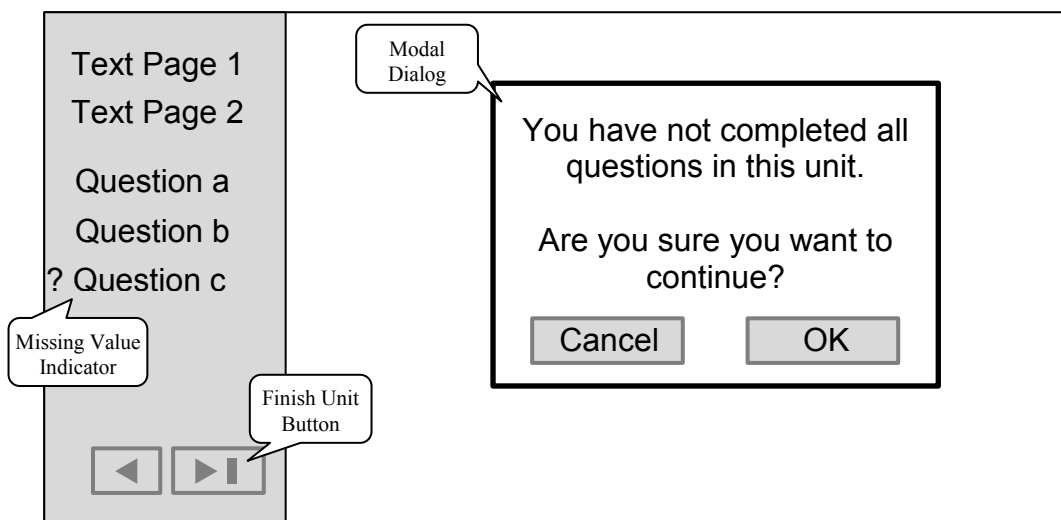 Text Page 1
Text Page 2
Question a
Question b
? Question c
Missing Value
Indicator
Finish Unit
Button
Modal
Dialog
You have not completed all
questions in this unit.
Are you sure you want to
continue?
Cancel
OK